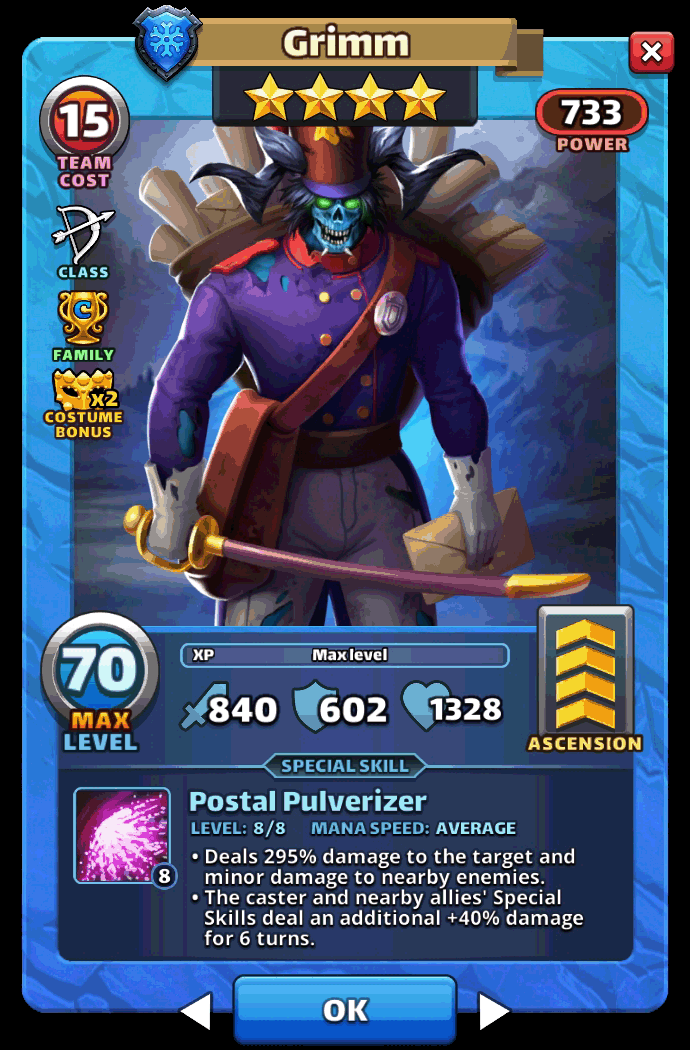 Grimm
15
TEAM
COST
733
POWER
CLASS
C
FAMILY
x2
COSTUME
BONUS
70
MAX
LEVEL
XP Max level
840 602 1328
ASCENSION
SPECIAL SKILL
Postal Pulverizer
LEVEL: 8/8 MANA SPEED: AVERAGE
8
• Deals 295% damage to the target and
minor damage to nearby enemies.
• The caster and nearby allies' Special
Skills deal an additional +40% damage
for 6 turns.
OK